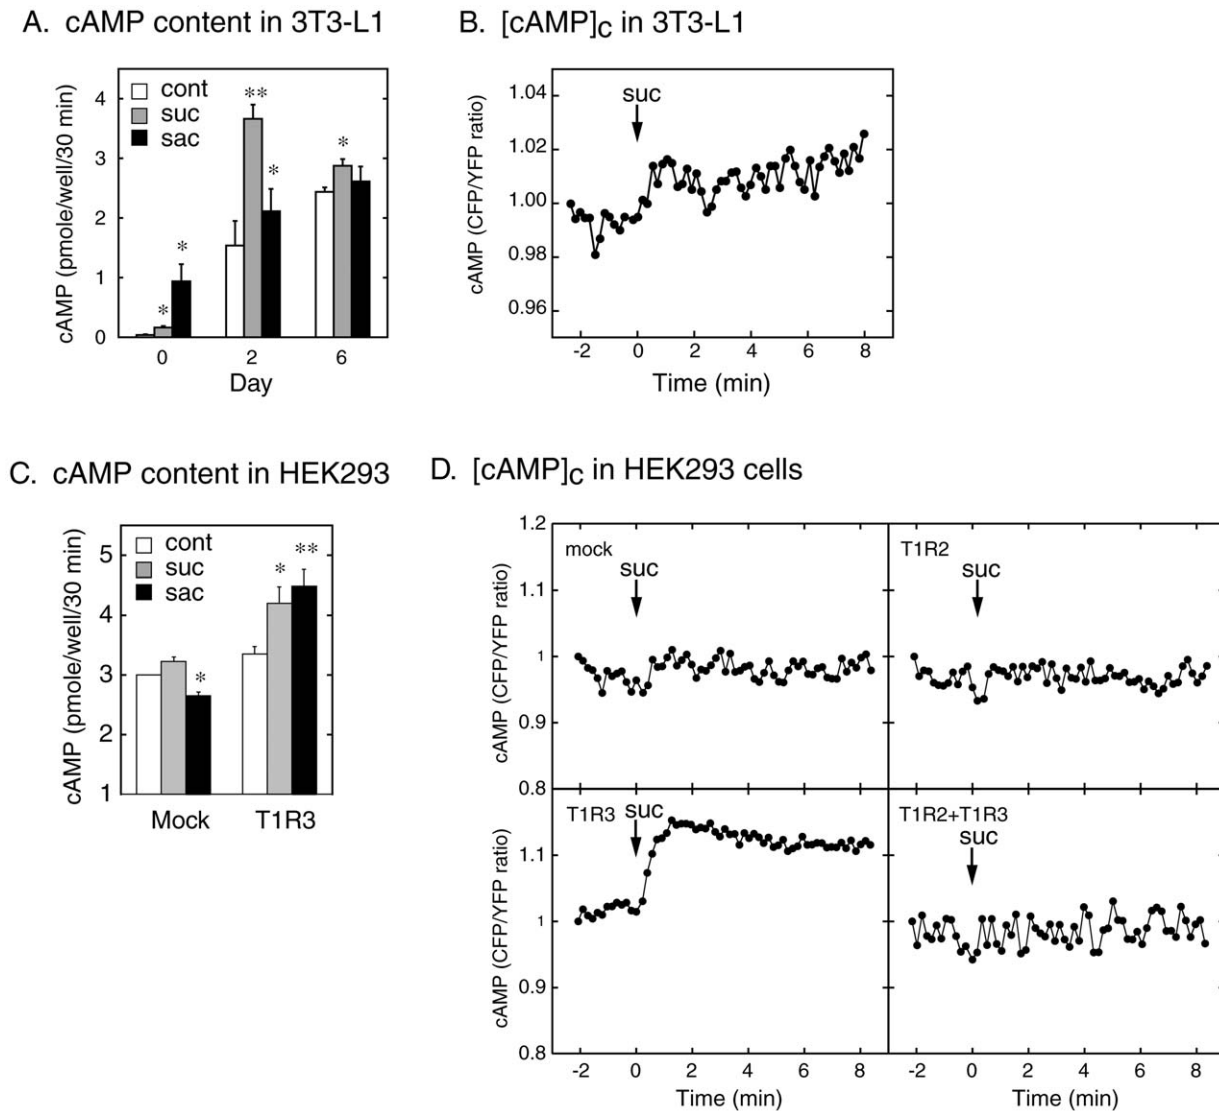 A. cAMP content in 3T3-L1
cAMP (pmole/well/30 min)
4
3
2
1
0
cont
suc
sac
*
*
**
*
*
0 2 6
Day
B. [cAMP]C in 3T3-L1
cAMP (CFP/YFP ratio)
1.04
1.02
1.00
0.98
0.96
suc
-2 0 2 4 6 8
Time (min)
C. cAMP content in HEK293
cAMP (pmole/well/30 min)
5
4
3
2
1
cont
suc
sac
*
*
**
Mock T1R3
D. [cAMP]C in HEK293 cells
cAMP (CFP/YFP ratio)
1.2
1.1
1
0.9
0.8
mock
suc
T1R2
suc
cAMP (CFP/YFP ratio)
1.1
1
0.9
0.8
T1R3
suc
T1R2+T1R3
suc
-2 0 2 4 6 8
Time (min)
-2 0 2 4 6 8
Time (min)